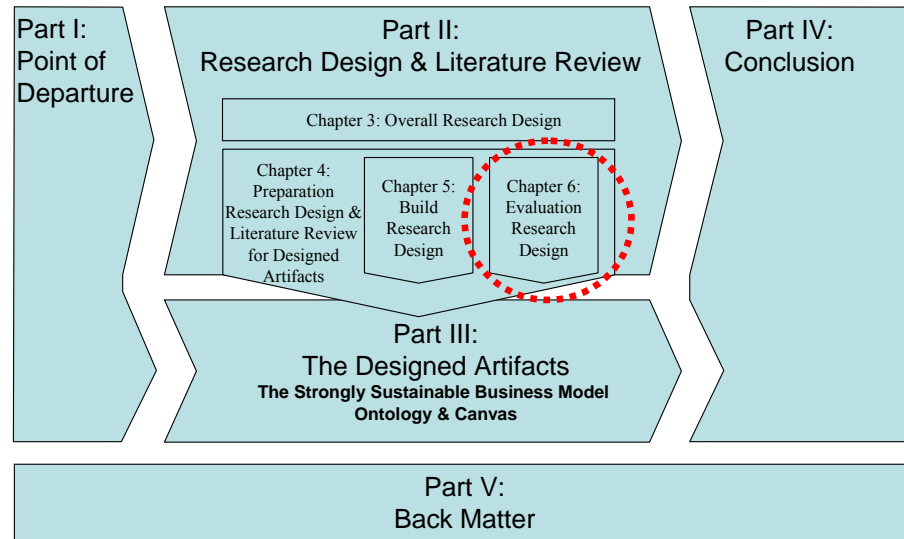 Part I:
Point of
Departure
Part II:
Research Design & Literature Review
Chapter 3: Overall Research Design
Chapter 4:
Preparation
Research Design &
Literature Review
for Designed
Artifacts
Chapter 5:
Build
Research
Design
Chapter 6:
Evaluation
Research
Design
Part III:
The Designed Artifacts
The Strongly Sustainable Business Model
Ontology & Canvas
Part IV:
Conclusion
Part V:
Back Matter